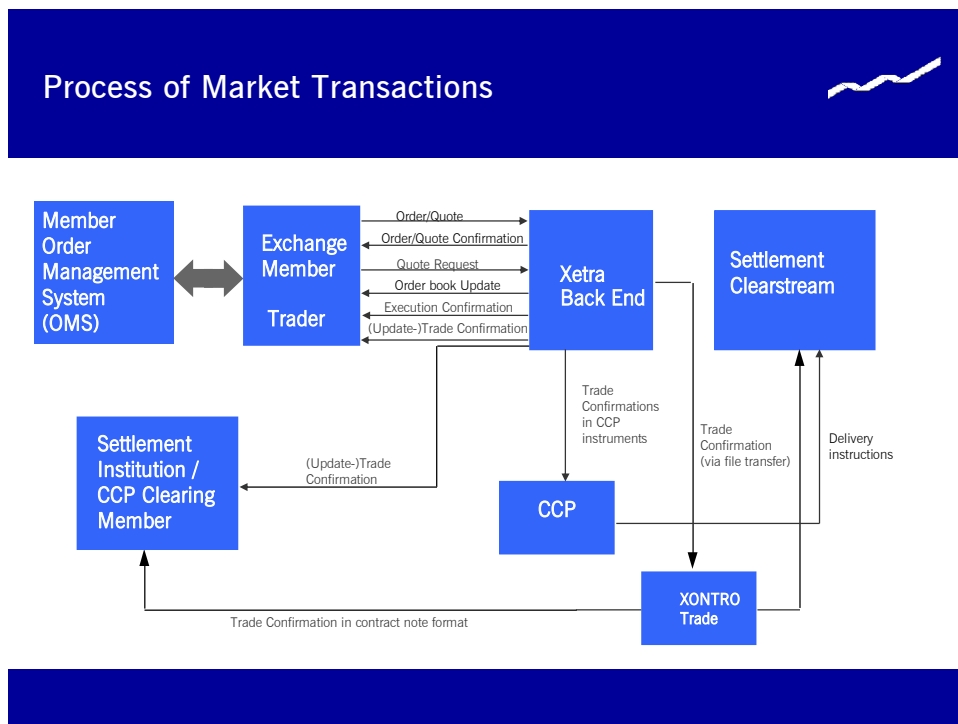 Process of Market Transactions
Member
Order
Management
System
(OMS)
Exchange
Member
Trader
Order/Quote
Order/Quote Confirmation
Quote Request
Order book Update
Execution Confirmation
(Update-)Trade Confirmation
Xetra
Back End
Settlement
Clearstream
Trade
Confirmations
in CCP
instruments
Trade
Confirmation
(via file transfer)
Delivery
instructions
Settlement
Institution /
CCP Clearing
Member
(Update-)Trade
Confirmation
CCP
XONTRO
Trade
Trade Confirmation in contract note format